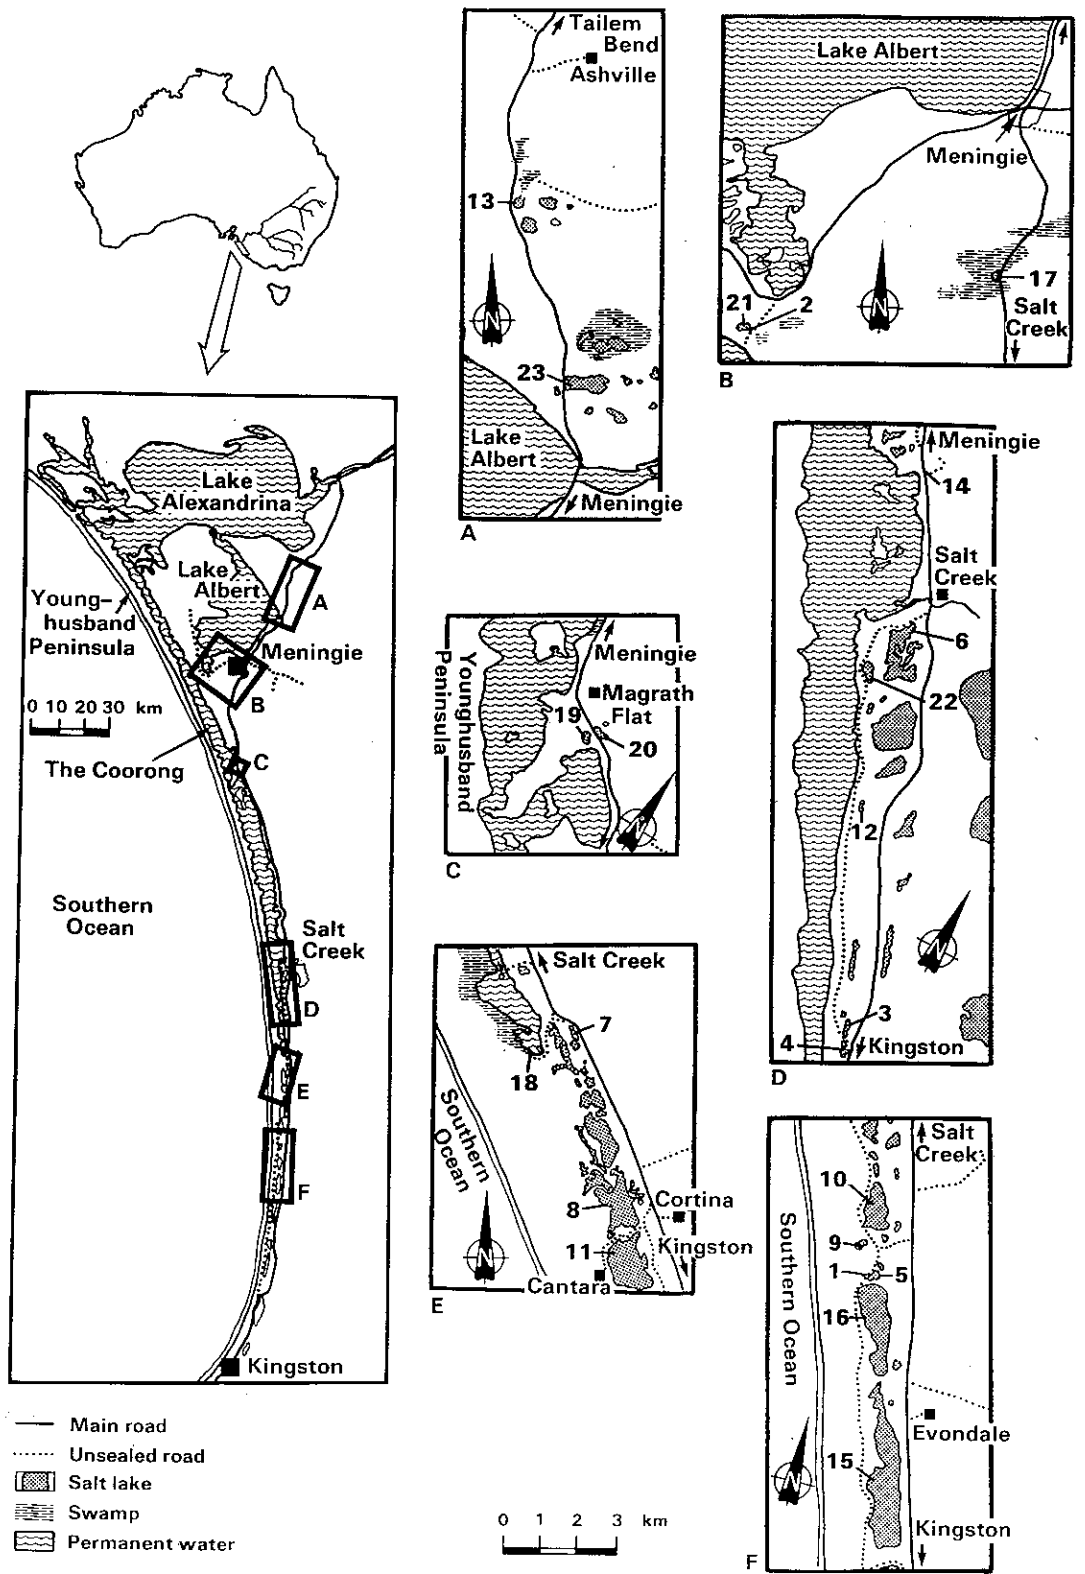 Lake
Alexandrina
Lake
Albert
A
Young–
husband
Peninsula
Meningie
B
0 10 20 30 km
The Coorong
C
Southern
Ocean
Salt
Creek
D
E
F
Kingston
Main road
Unsealed road
Salt lake
Swamp
Permanent water
Tailem
Bend
Ashville
13
N
23
Lake
Albert
Meningie
A
Lake Albert
Meningie
17
21 2
N
Salt
Creek
B
Meningie
Younghusband
Peninsula
Magrath
Flat
19
20
N
C
Meningie
14
Salt
Creek
6
22
12
N
3
4
Kingston
D
Salt Creek
7
18
Southern
Ocean
Cortina
8
Kingston
11
N
Cantara
E
Salt
Creek
10
9
1 5
Southern Ocean
16
Evondale
15
N
Kingston
F
0 1 2 3 km